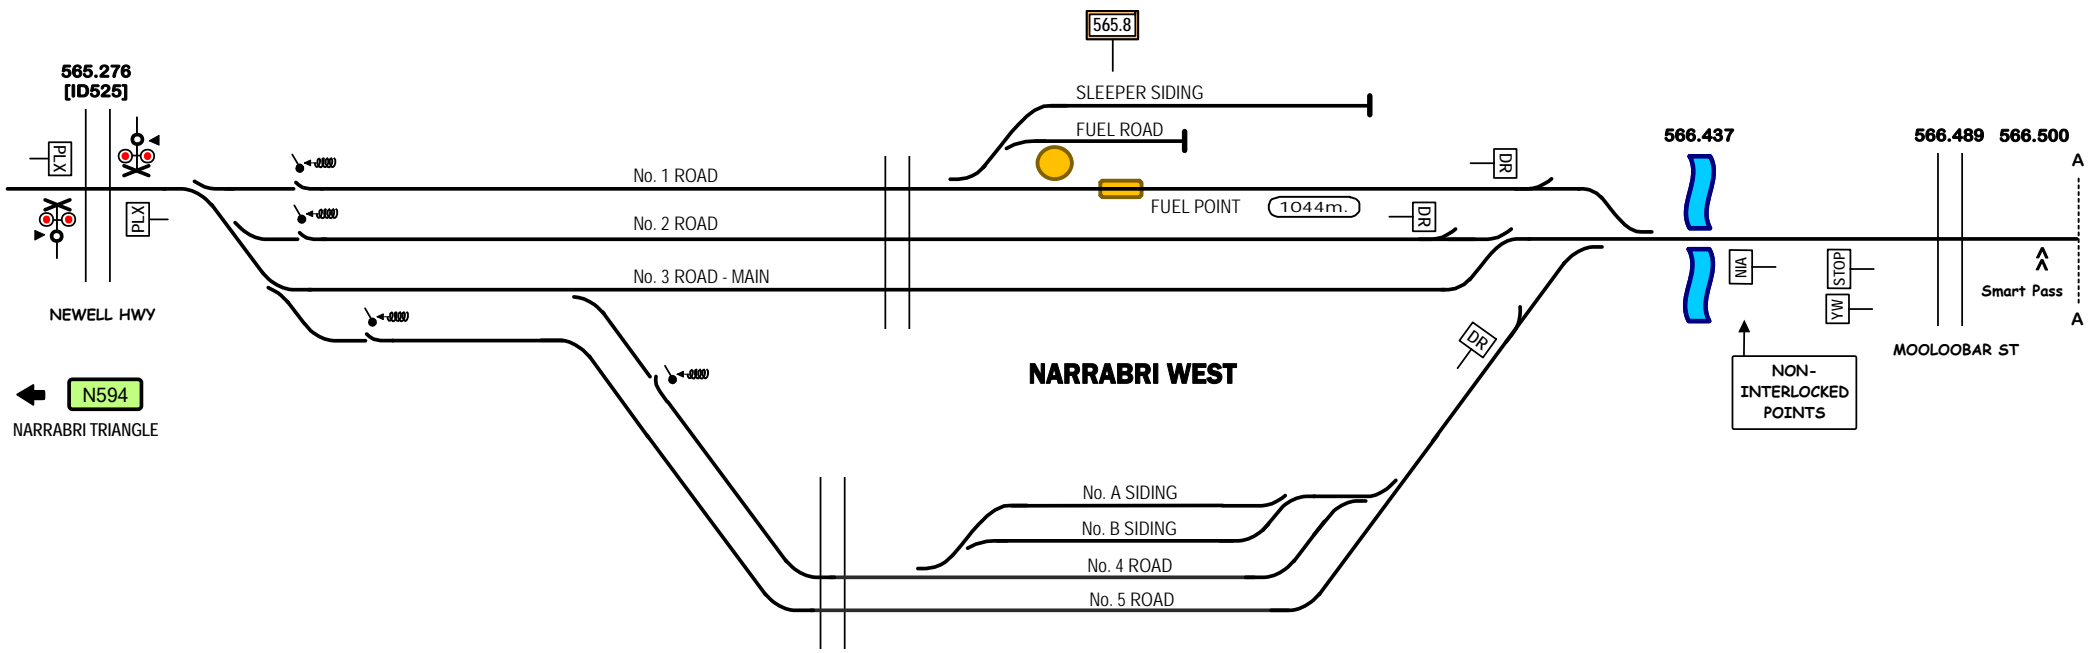 565.8
565.276
[ID525]
SLEEPER SIDING
FUEL ROAD
566.437
566.489
566.500
PLX
PLX
No. 1 ROAD
DR
A
FUEL POINT
1044m.
DR
No. 2 ROAD
No. 3 ROAD - MAIN
NIA
STOP
YW
Smart Pass
A
NEWELL HWY
DR
MOOLOOBAR ST
NARRABRI WEST
NON-
INTERLOCKED
POINTS
N594
NARRABRI TRIANGLE
No. A SIDING
No. B SIDING
No. 4 ROAD
No. 5 ROAD